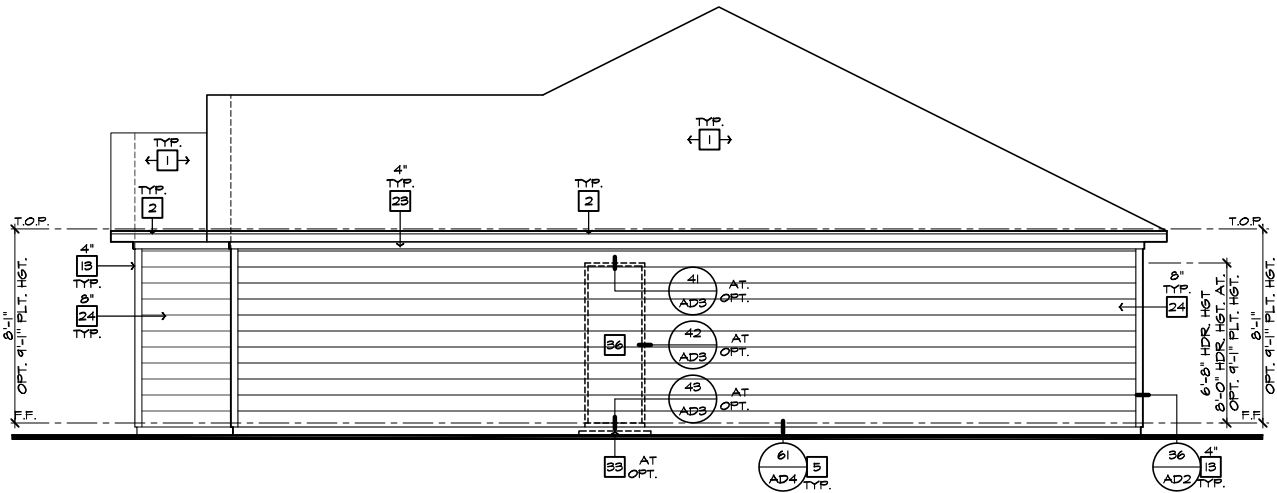 TYP.
1
TYP.
1
4"
TYP.
23
TYP.
2
TYP.
2
T.O.P.
T.O.P.
4"
13
TYP.
8"
24
TYP.
8'-1"
OPT. 9'-1" PLT. HGT.
F.F.
41
AD3
AT.
OPT.
36
42
AD3
AT
OPT.
43
AD3
AT
OPT.
8"
TYP.
24
6'-8" HDR. HGT
8'-0" HDR. HGT. AT.
OPT. 9'-1" PLT. HGT.
8'-1"
OPT. 9'-1" PLT. HGT.
F.F.
33
AT
OPT.
61
AD4
5
TYP.
36
AD2
4"
13
TYP.